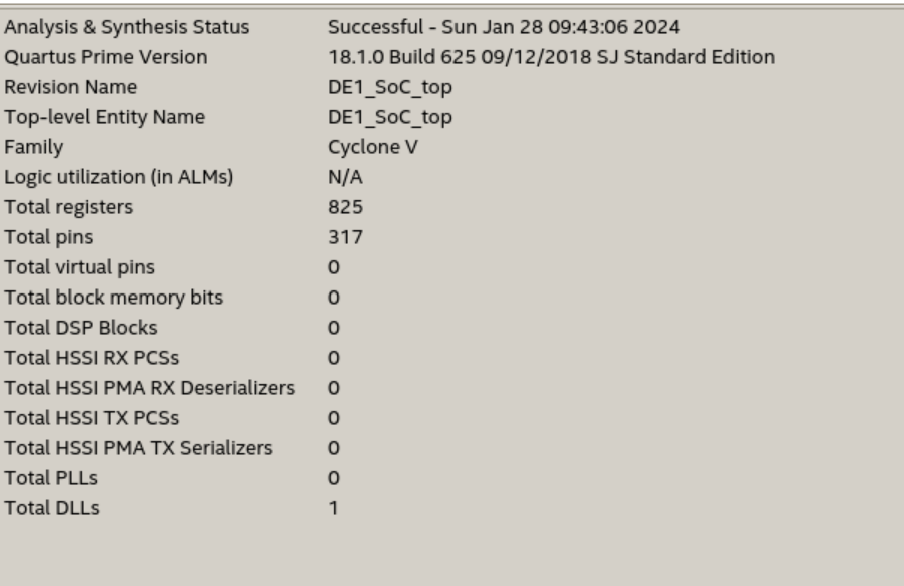 Analysis & Synthesis Status Successful - Sun Jan 28 09:43:06 2024
Quartus Prime Version 18.1.0 Build 625 09/12/2018 SJ Standard Edition
Revision Name DE1_SoC_top
Top-level Entity Name DE1_SoC_top
Family Cyclone V
Logic utilization (in ALMs) N/A
Total registers 825
Total pins 317
Total virtual pins 0
Total block memory bits 0
Total DSP Blocks 0
Total HSSI RX PCSs 0
Total HSSI PMA RX Deserializers 0
Total HSSI TX PCSs 0
Total HSSI PMA TX Serializers 0
Total PLLs 0
Total DLLs 1